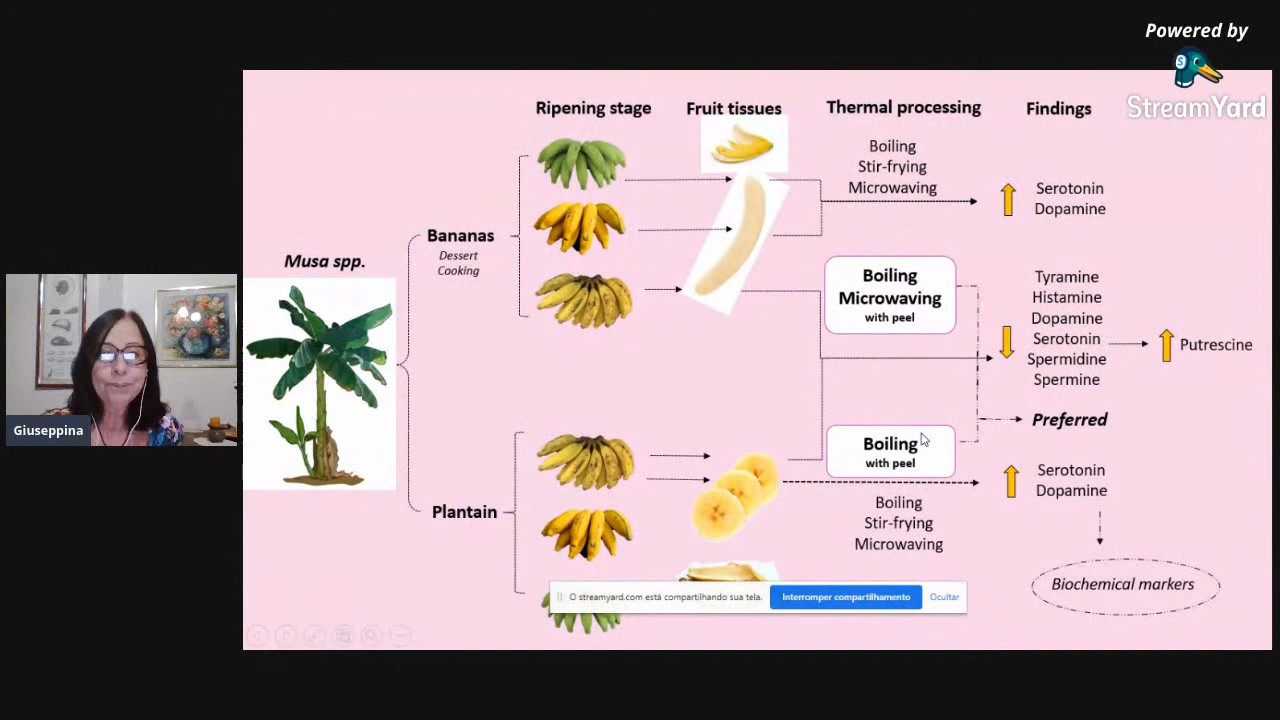 Powered by
StreamYard
Ripening stage
Fruit tissues
Thermal processing
Findings
Boiling
Stir-frying
Microwaving
Serotonin
Dopamine
Bananas
Dessert
Cooking
Musa spp.
Boiling
Microwaving
with peel
Tyramine
Histamine
Dopamine
Serotonin
Spermidine
Spermine
Putrescine
Preferred
Giuseppina
Boiling
with peel
Serotonin
Dopamine
Plantain
Boiling
Stir-frying
Microwaving
Biochemical markers
O streamyard.com está compartilhando sua tela.
Interromper compartilhamento
Ocultar